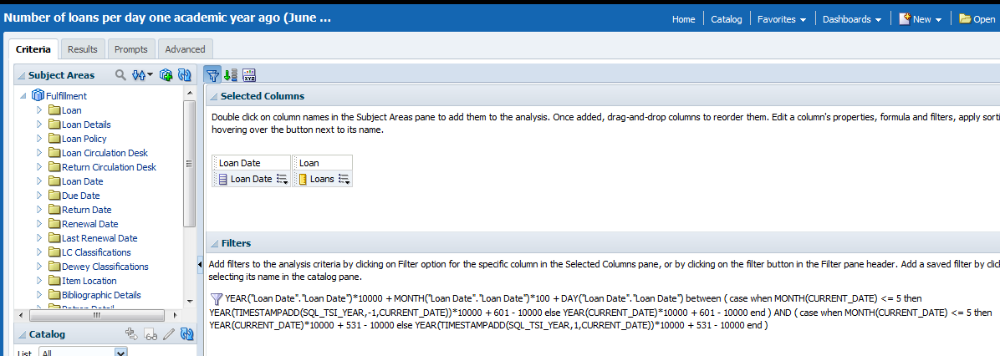 Number of loans per day one academic year ago (June ...
Home Catalog Favorites Dashboards New Open
Criteria Results Prompts Advanced
Subject Areas
Fulfillment
Loan
Loan Details
Loan Policy
Loan Circulation Desk
Return Circulation Desk
Loan Date
Due Date
Return Date
Renewal Date
Last Renewal Date
LC Classifications
Dewey Classifications
Item Location
Bibliographic Details
Patron Detail
Catalog
List All
XYZ
Selected Columns
Double click on column names in the Subject Areas pane to add them to the analysis. Once added, drag-and-drop columns to reorder them. Edit a column's properties, formula and filters, apply sorti
hovering over the button next to its name.
Loan Date Loan
Loan Date Loans
Filters
Add filters to the analysis criteria by clicking on Filter option for the specific column in the Selected Columns pane, or by clicking on the filter button in the Filter pane header. Add a saved filter by clic
selecting its name in the catalog pane.
YEAR("Loan Date"."Loan Date")*10000 + MONTH("Loan Date"."Loan Date")*100 + DAY("Loan Date"."Loan Date") between ( case when MONTH(CURRENT_DATE) <= 5 then
YEAR(TIMESTAMPADD(SQL_TSI_YEAR,-1,CURRENT_DATE))*10000 + 601 - 10000 else YEAR(CURRENT_DATE)*10000 + 601 - 10000 end ) AND ( case when MONTH(CURRENT_DATE) <= 5 then
YEAR(CURRENT_DATE)*10000 + 531 - 10000 else YEAR(TIMESTAMPADD(SQL_TSI_YEAR,1,CURRENT_DATE))*10000 + 531 - 10000 end )